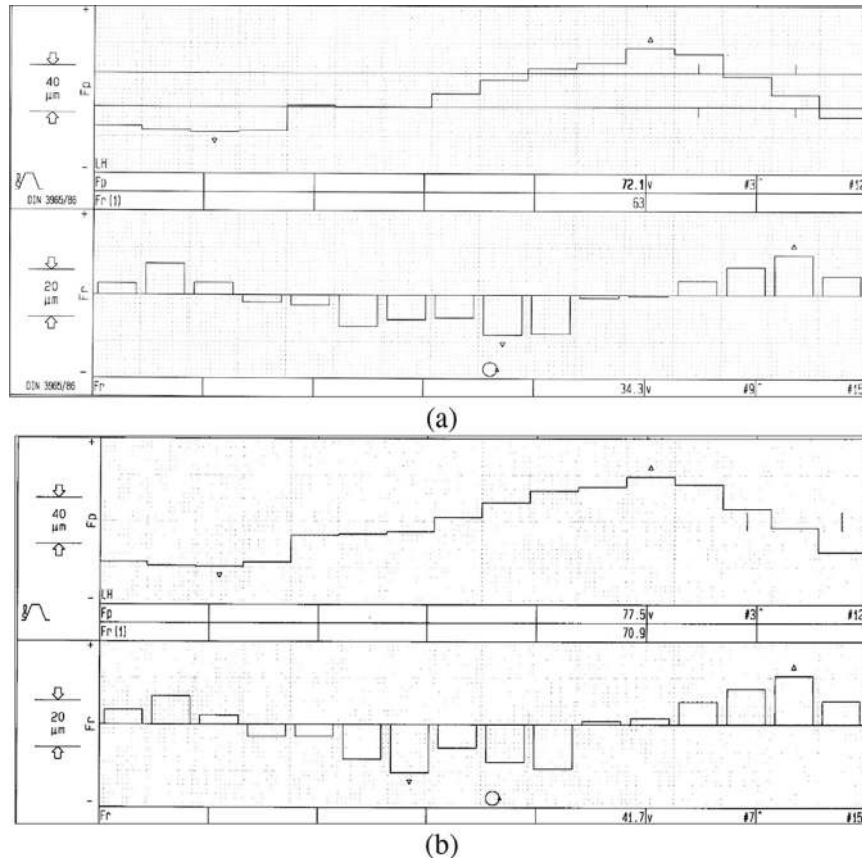 +
40
µm
Fp
-
LH
Fp 72.1 v #3 #12
DIN 3965/86 Fr(1) 63
+
20
µm
Fr
-
DIN 3965/86 Fr 34.3 v #9 #15
(a)
+
40
µm
Fp
-
LH
Fp 77.5 v #3 #12
Fr(1) 70.9
+
20
µm
Fr
-
Fr 41.7 v #7 #15
(b)